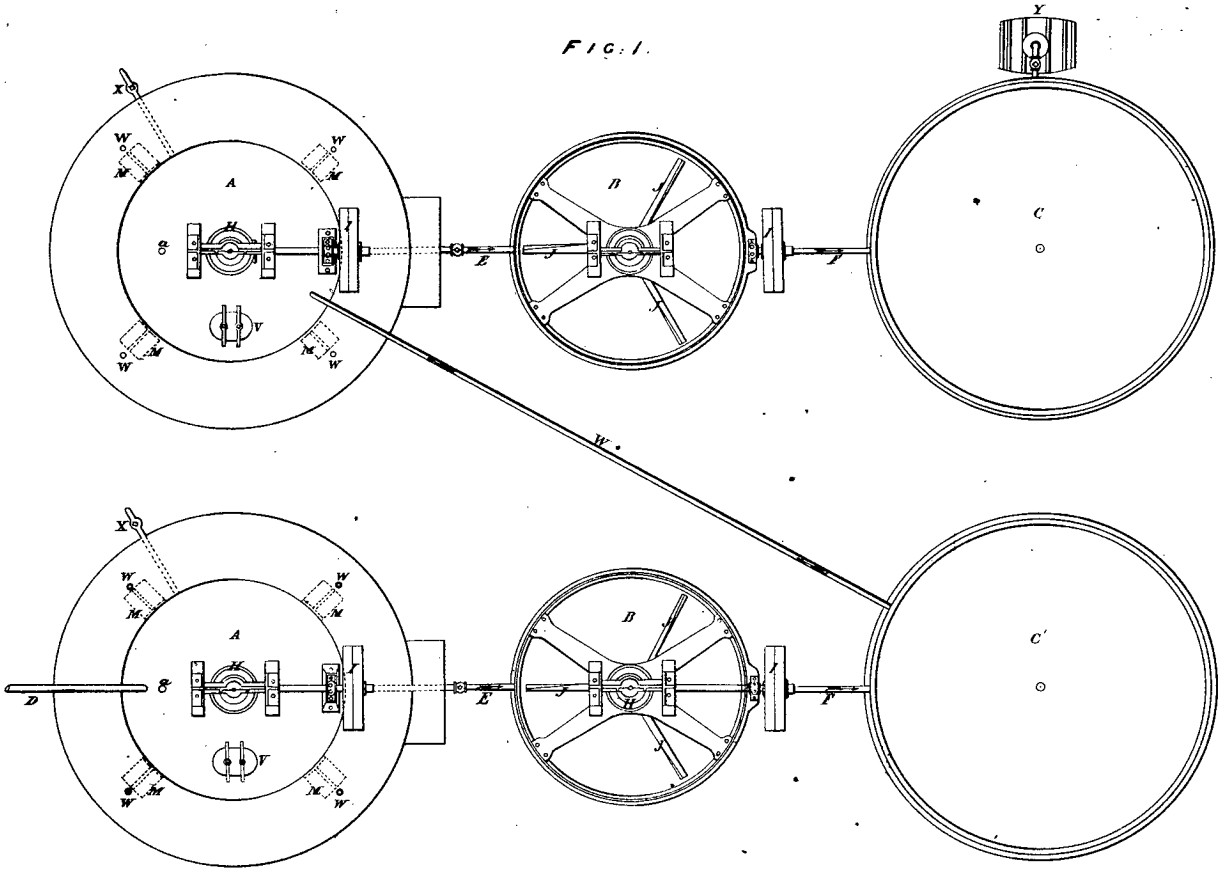 Y
FIG: 1.
X
W W
M M
A B C
H I J J
a E F
J J
V
M M
W W
W
X
W W
M M
A B C'
H I J J
a E H F
D
V J
M M
W W